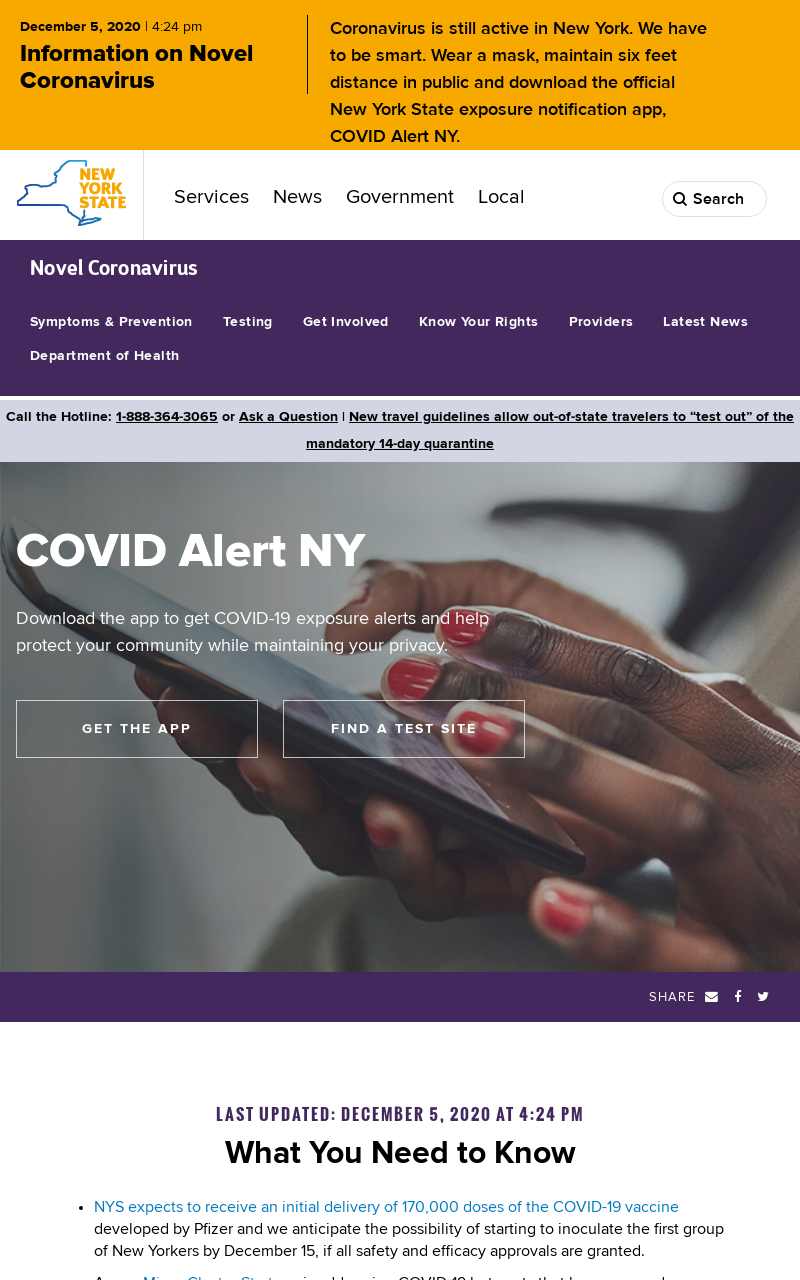 December 5, 2020 | 4:24 pm
Information on Novel
Coronavirus
Coronavirus is still active in New York. We have
to be smart. Wear a mask, maintain six feet
distance in public and download the official
New York State exposure notification app,
COVID Alert NY.
NEW
YORK
STATE
Services News Government Local
Search
Novel Coronavirus
Symptoms & Prevention Testing Get Involved Know Your Rights Providers Latest News
Department of Health
Call the Hotline: 1-888-364-3065 or Ask a Question | New travel guidelines allow out-of-state travelers to “test out” of the
mandatory 14-day quarantine
COVID Alert NY
Download the app to get COVID-19 exposure alerts and help
protect your community while maintaining your privacy.
GET THE APP FIND A TEST SITE
SHARE
LAST UPDATED: DECEMBER 5, 2020 AT 4:24 PM
What You Need to Know
• NYS expects to receive an initial delivery of 170,000 doses of the COVID-19 vaccine
developed by Pfizer and we anticipate the possibility of starting to inoculate the first group
of New Yorkers by December 15, if all safety and efficacy approvals are granted.